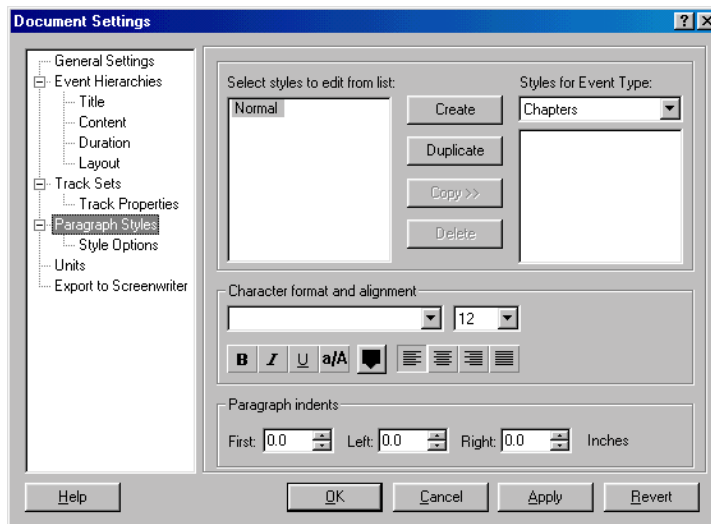 Document Settings
General Settings
Event Hierarchies
Title
Content
Duration
Layout
Track Sets
Track Properties
Paragraph Styles
Style Options
Units
Export to Screenwriter
Select styles to edit from list:
Normal
Create
Duplicate
Copy >>
Delete
Styles for Event Type:
Chapters
Character format and alignment
12
B I U a/A
Paragraph indents
First: 0.0 Left: 0.0 Right: 0.0 Inches
Help OK Cancel Apply Revert